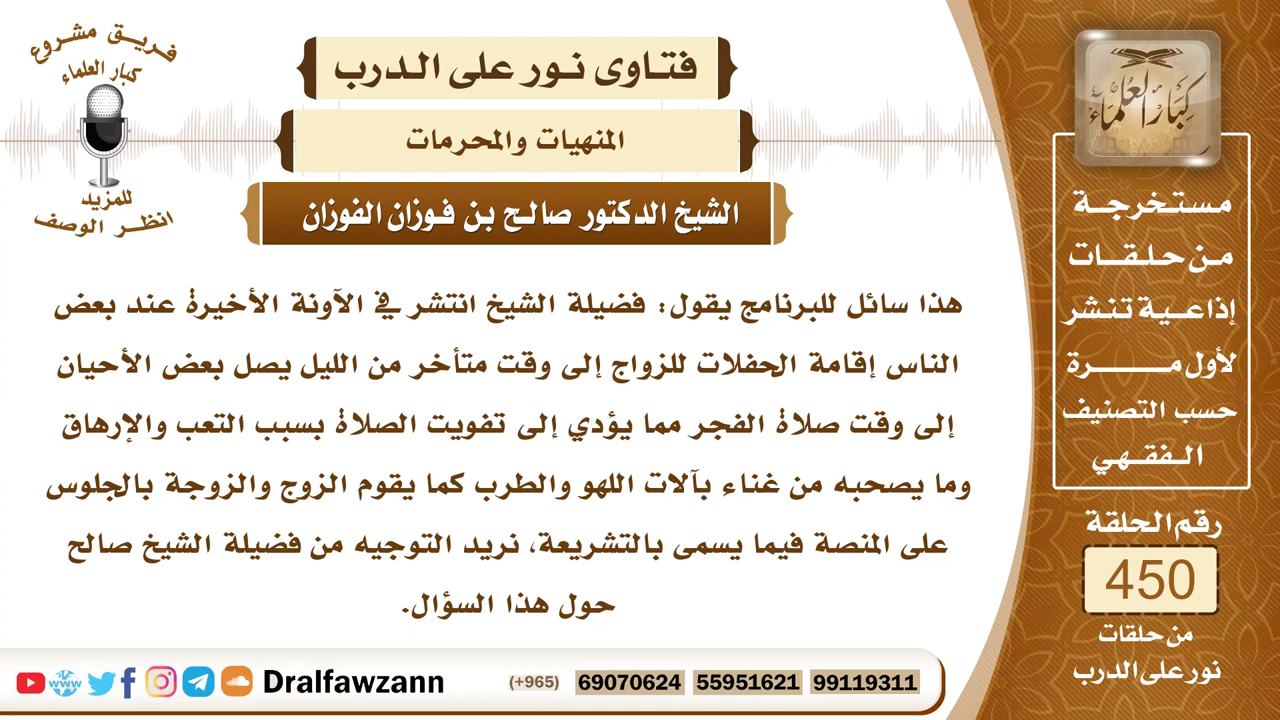 فريق مشروع
كبار العلماء
للمزيد
انظر الوصف
فتاوى نور على الدرب
المنهيات والمحرمات
الشيخ الدكتور صالح بن فوزان الفوزان
هذا سائل للبرنامج يقول: فضيلة الشيخ انتشر في الآونة الأخيرة عند بعض
الناس إقامة الحفلات للزواج إلى وقت متأخر من الليل يصل بعض الأحيان
إلى وقت صلاة الفجر مما يؤدي إلى تفويت الصلاة بسبب التعب والإرهاق
وما يصحبه من غناء بآلات اللهو والطرب كما يقوم الزوج والزوجة بالجلوس
على المنصة فيما يسمى بالتشريعة، نريد التوجيه من فضيلة الشيخ صالح
حول هذا السؤال.
كبار العلماء
مستخرجة
من حلقات
إذاعية تنشر
لأول مرة
حسب التصنيف
الفقهي
رقم الحلقة
450
من حلقات
نور على الدرب
www
Dralfawzann
(+965) 69070624 55951621 99119311